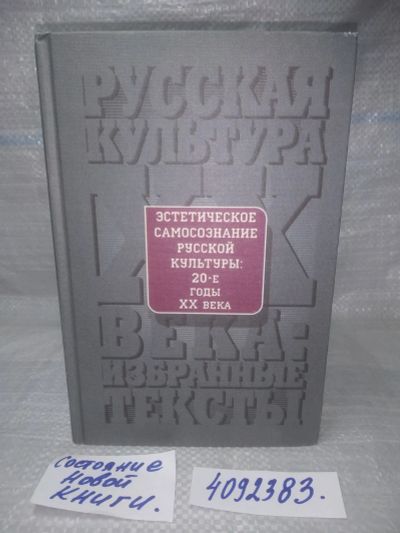 РУССКАЯ
КУЛЬТУРА
XX
ЭСТЕТИЧЕСКОЕ
САМОСОЗНАНИЕ
РУССКОЙ
КУЛЬТУРЫ:
20-е
ГОДЫ
XX ВЕКА
ВЕКА:
ИЗБРАННЫЕ
ТЕКСТЫ
Состояние
Новой
Книги.
4092383.